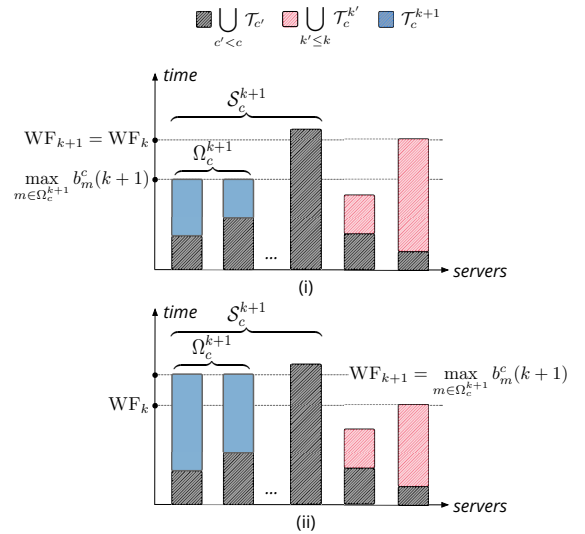 ⋃_{c'<c} 𝒯_{c'} ⋃_{k'≤k} 𝒯_c^{k'} 𝒯_c^{k+1}
time
𝒮_c^{k+1}
WF_{k+1} = WF_k
Ω_c^{k+1}
max_{m∈Ω_c^{k+1}} b_m^c(k+1)
...
servers
(i)
time
𝒮_c^{k+1}
Ω_c^{k+1}
WF_{k+1} = max_{m∈Ω_c^{k+1}} b_m^c(k+1)
WF_k
...
servers
(ii)